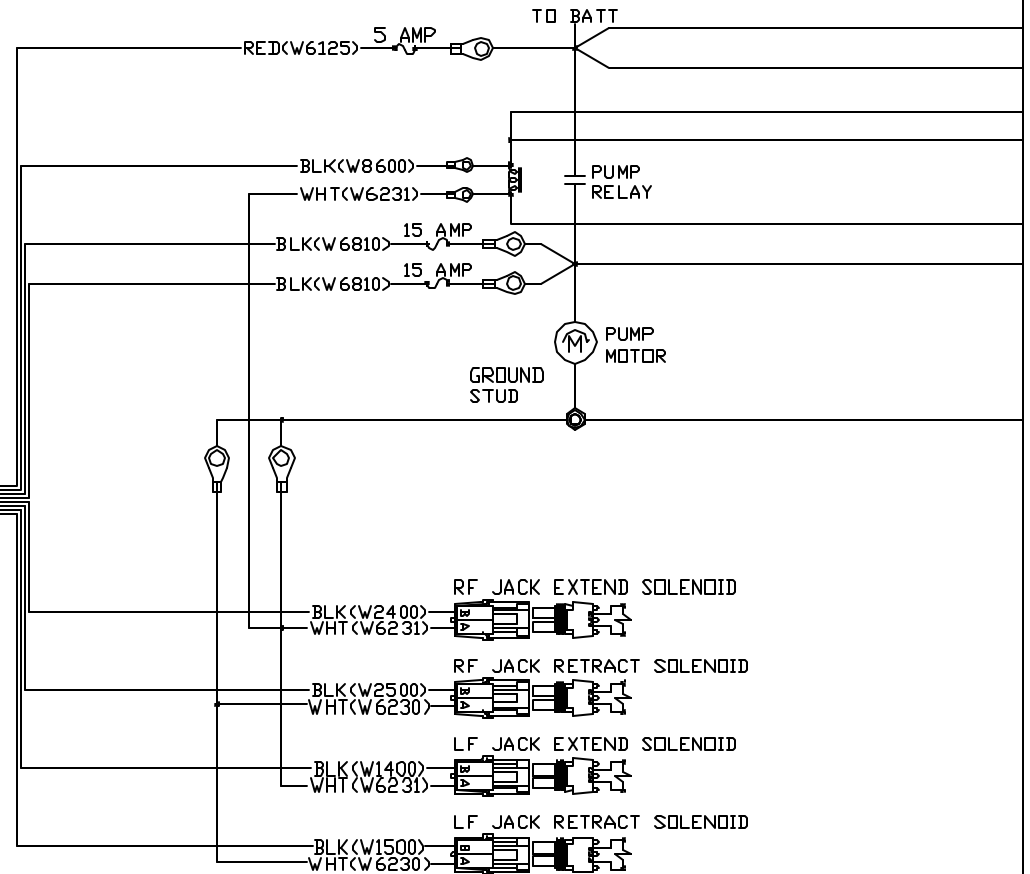 TO BATT
5 AMP
RED(W6125)
BLK(W8600)
PUMP
RELAY
WHT(W6231)
15 AMP
BLK(W6810)
15 AMP
BLK(W6810)
PUMP
MOTOR
GROUND
STUD
RF JACK EXTEND SOLENOID
BLK(W2400)
B
WHT(W6231)
A
RF JACK RETRACT SOLENOID
BLK(W2500)
B
WHT(W6230)
A
LF JACK EXTEND SOLENOID
BLK(W1400)
B
WHT(W6231)
A
LF JACK RETRACT SOLENOID
BLK(W1500)
B
WHT(W6230)
A
M